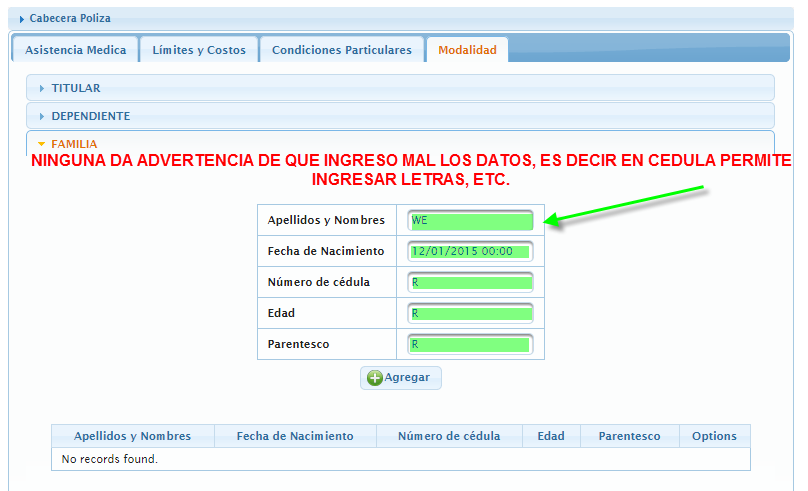 Cabecera Poliza
Asistencia Medica Límites y Costos Condiciones Particulares Modalidad
TITULAR
DEPENDIENTE
FAMILIA
NINGUNA DA ADVERTENCIA DE QUE INGRESO MAL LOS DATOS, ES DECIR EN CEDULA PERMITE
INGRESAR LETRAS, ETC.
Apellidos y Nombres WE
Fecha de Nacimiento 12/01/2015 00:00
Número de cédula R
Edad R
Parentesco R
Agregar
Apellidos y Nombres Fecha de Nacimiento Número de cédula Edad Parentesco Options
No records found.